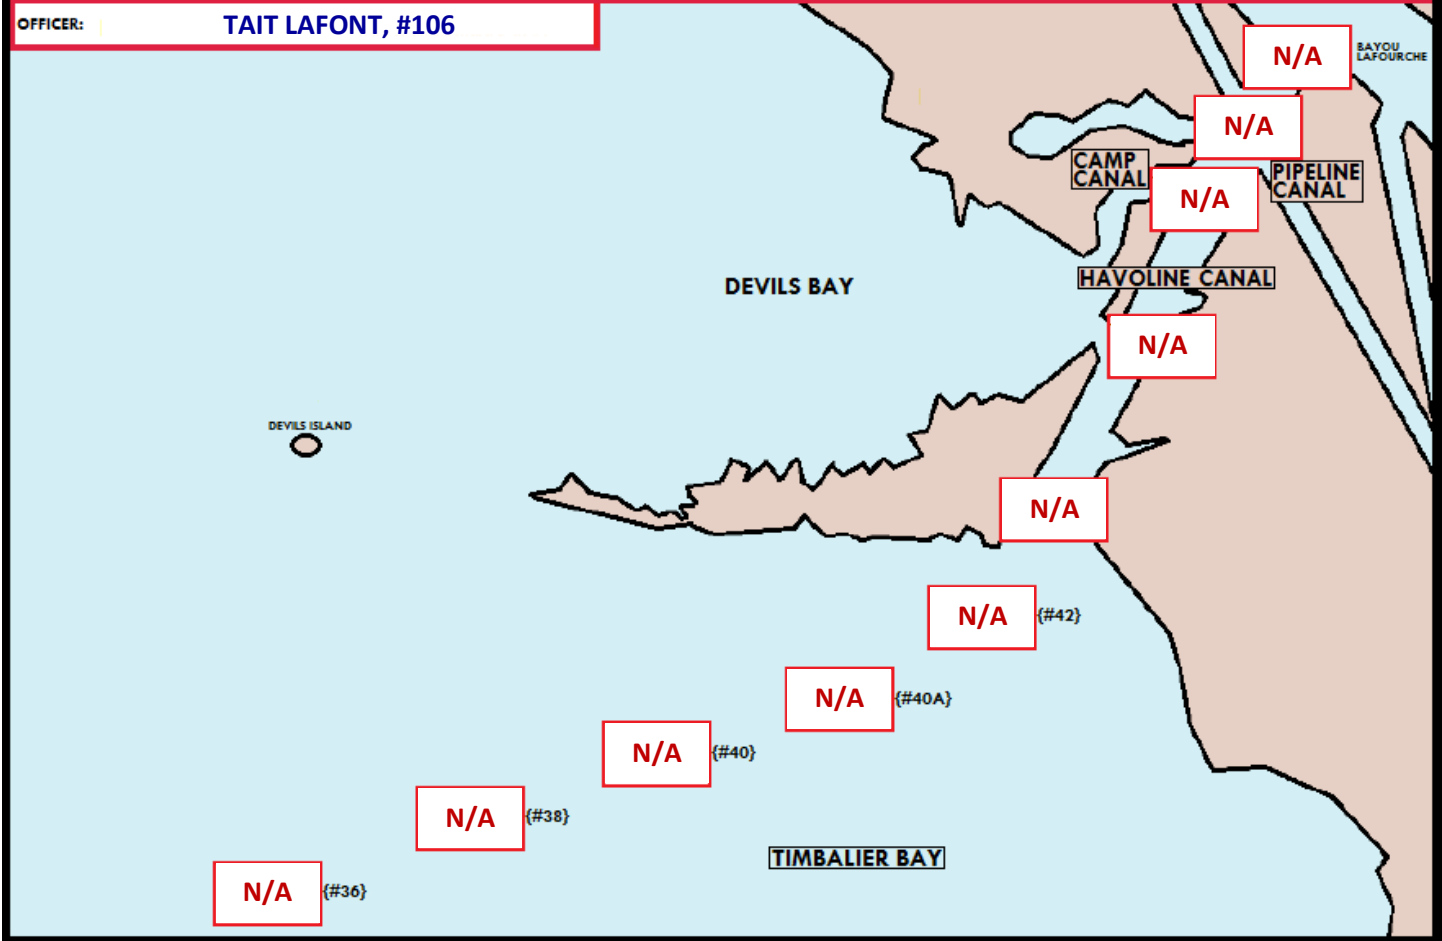 OFFICER: TAIT LAFONT, #106
N/A
BAYOU
LAFOURCHE
N/A
CAMP
CANAL
PIPELINE
CANAL
N/A
HAVOLINE CANAL
DEVILS BAY
N/A
DEVILS ISLAND
N/A
N/A {#42}
N/A {#40A}
N/A {#40}
N/A {#38}
TIMBALIER BAY
N/A {#36}